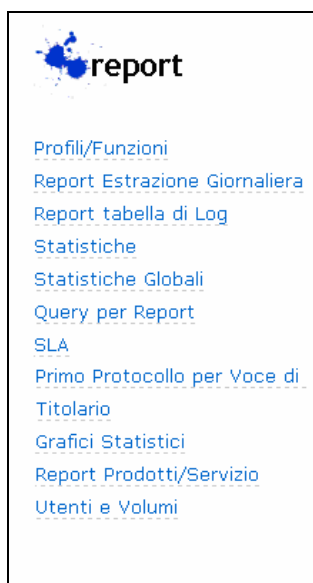 report
Profili/Funzioni
Report Estrazione Giornaliera
Report tabella di Log
Statistiche
Statistiche Globali
Query per Report
SLA
Primo Protocollo per Voce di
Titolario
Grafici Statistici
Report Prodotti/Servizio
Utenti e Volumi